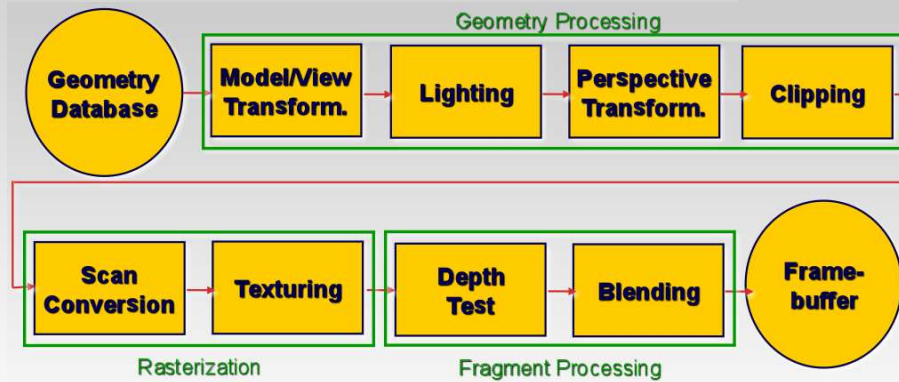 Geometry Processing
Geometry
Database
Model/View
Transform.
Lighting
Perspective
Transform.
Clipping
Scan
Conversion
Texturing
Depth
Test
Blending
Frame-
buffer
Rasterization
Fragment Processing